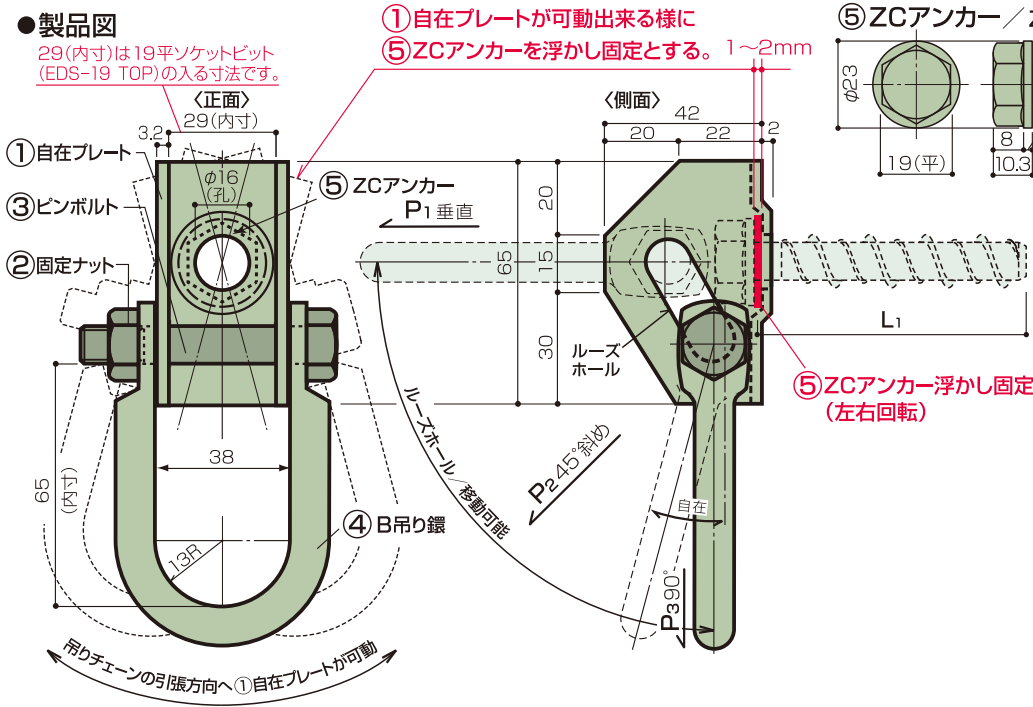 ●製品図
29(内寸)は19平ソケットビット
(EDS-19 TOP)の入る寸法です。
①自在プレートが可動出来る様に
⑤ZCアンカーを浮かし固定とする。
1〜2mm
⑤ZCアンカー／
φ23
19(平)
8
10.3
〈正面〉
29(内寸)
3.2
①自在プレート
③ピンボルト
②固定ナット
φ16
(孔)
⑤ZCアンカー
38
65
(内寸)
13R
④B吊り鐶
吊りチェーンの引張方向へ①自在プレートが可動
〈側面〉
42
20
22
2
P1 垂直
65
20
15
30
ルーズ
ホール
L1
⑤ZCアンカー浮かし固定
(左右回転)
ルーズホール／移動可能
P2 45°斜め
自在
P3 90°